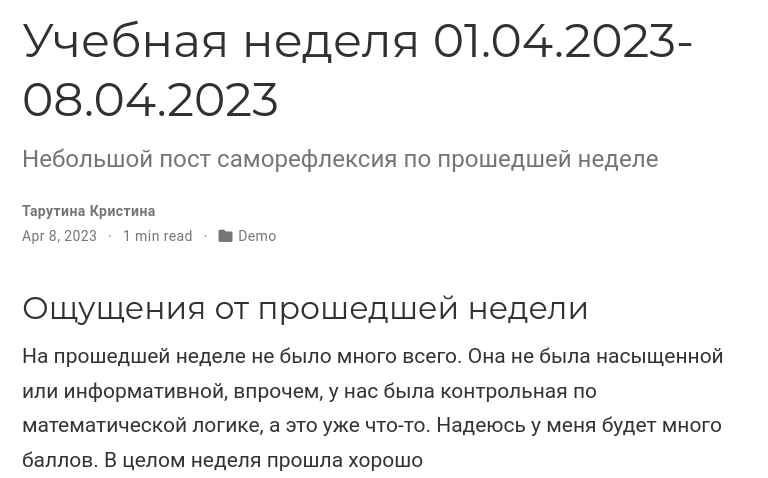 Учебная неделя 01.04.2023-
08.04.2023
Небольшой пост саморефлексия по прошедшей неделе
Тарутина Кристина
Apr 8, 2023 · 1 min read · Demo
Ощущения от прошедшей недели
На прошедшей неделе не было много всего. Она не была насыщенной
или информативной, впрочем, у нас была контрольная по
математической логике, а это уже что-то. Надеюсь у меня будет много
баллов. В целом неделя прошла хорошо